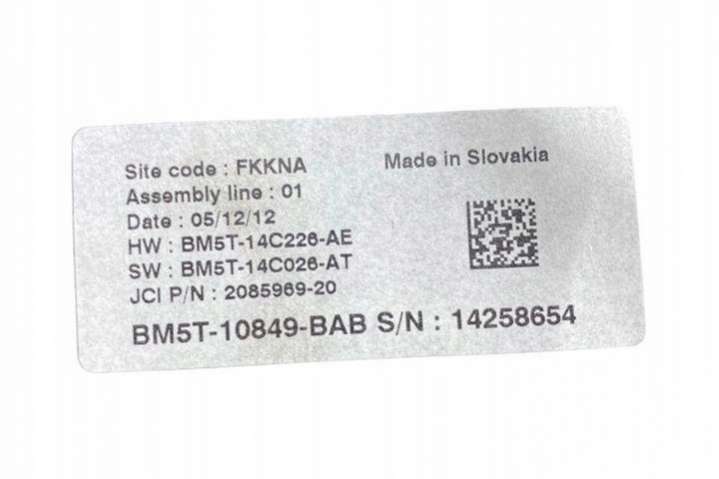 Site code : FKKNA
Made in Slovakia
Assembly line : 01
Date : 05/12/12
HW : BM5T-14C226-AE
SW : BM5T-14C026-AT
JCI P/N : 2085969-20
BM5T-10849-BAB S/N : 14258654